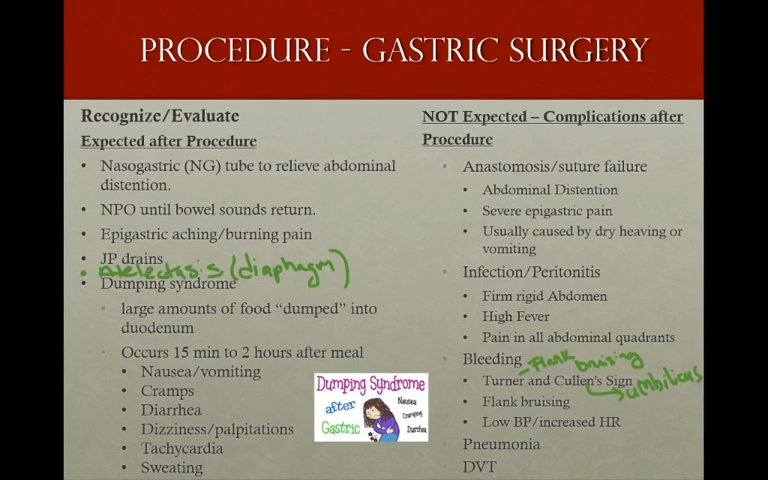 PROCEDURE - GASTRIC SURGERY
Recognize/Evaluate
Expected after Procedure
• Nasogastric (NG) tube to relieve abdominal
distention.
• NPO until bowel sounds return.
• Epigastric aching/burning pain
• JP drains
• Atelectasis (diaphragm)
• Dumping syndrome
• large amounts of food “dumped” into
duodenum
• Occurs 15 min to 2 hours after meal
• Nausea/vomiting
• Cramps
• Diarrhea
• Dizziness/palpitations
• Tachycardia
• Sweating
Dumping Syndrome
after
Gastric
Nausea
Cramping
Diarrhea
NOT Expected – Complications after
Procedure
• Anastomosis/suture failure
• Abdominal Distention
• Severe epigastric pain
• Usually caused by dry heaving or
vomiting
• Infection/Peritonitis
• Firm rigid Abdomen
• High Fever
• Pain in all abdominal quadrants
• Bleeding
Flank bruising
• Turner and Cullen's Sign
umbilicus
• Flank bruising
• Low BP/increased HR
• Pneumonia
• DVT